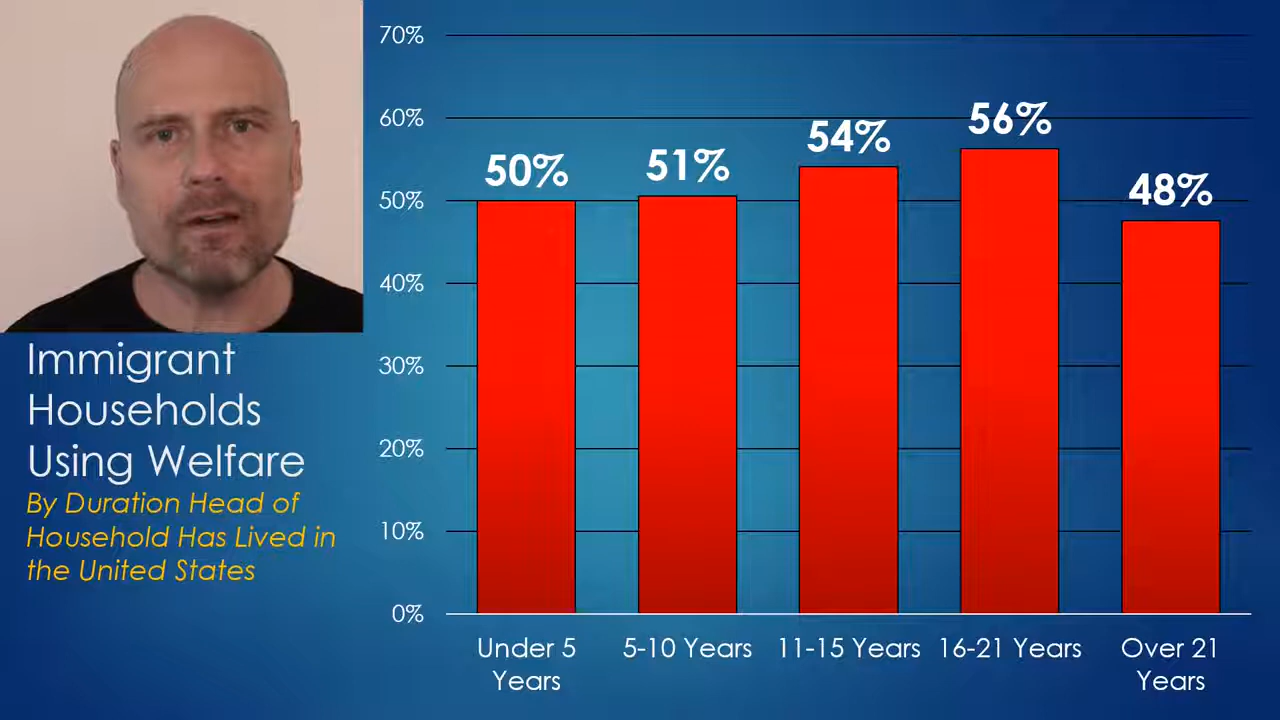 Immigrant
Households
Using Welfare
By Duration Head of
Household Has Lived in
the United States
70%
60%
50%
40%
30%
20%
10%
0%
50%
51%
54%
56%
48%
Under 5
Years
5-10 Years
11-15 Years
16-21 Years
Over 21
Years